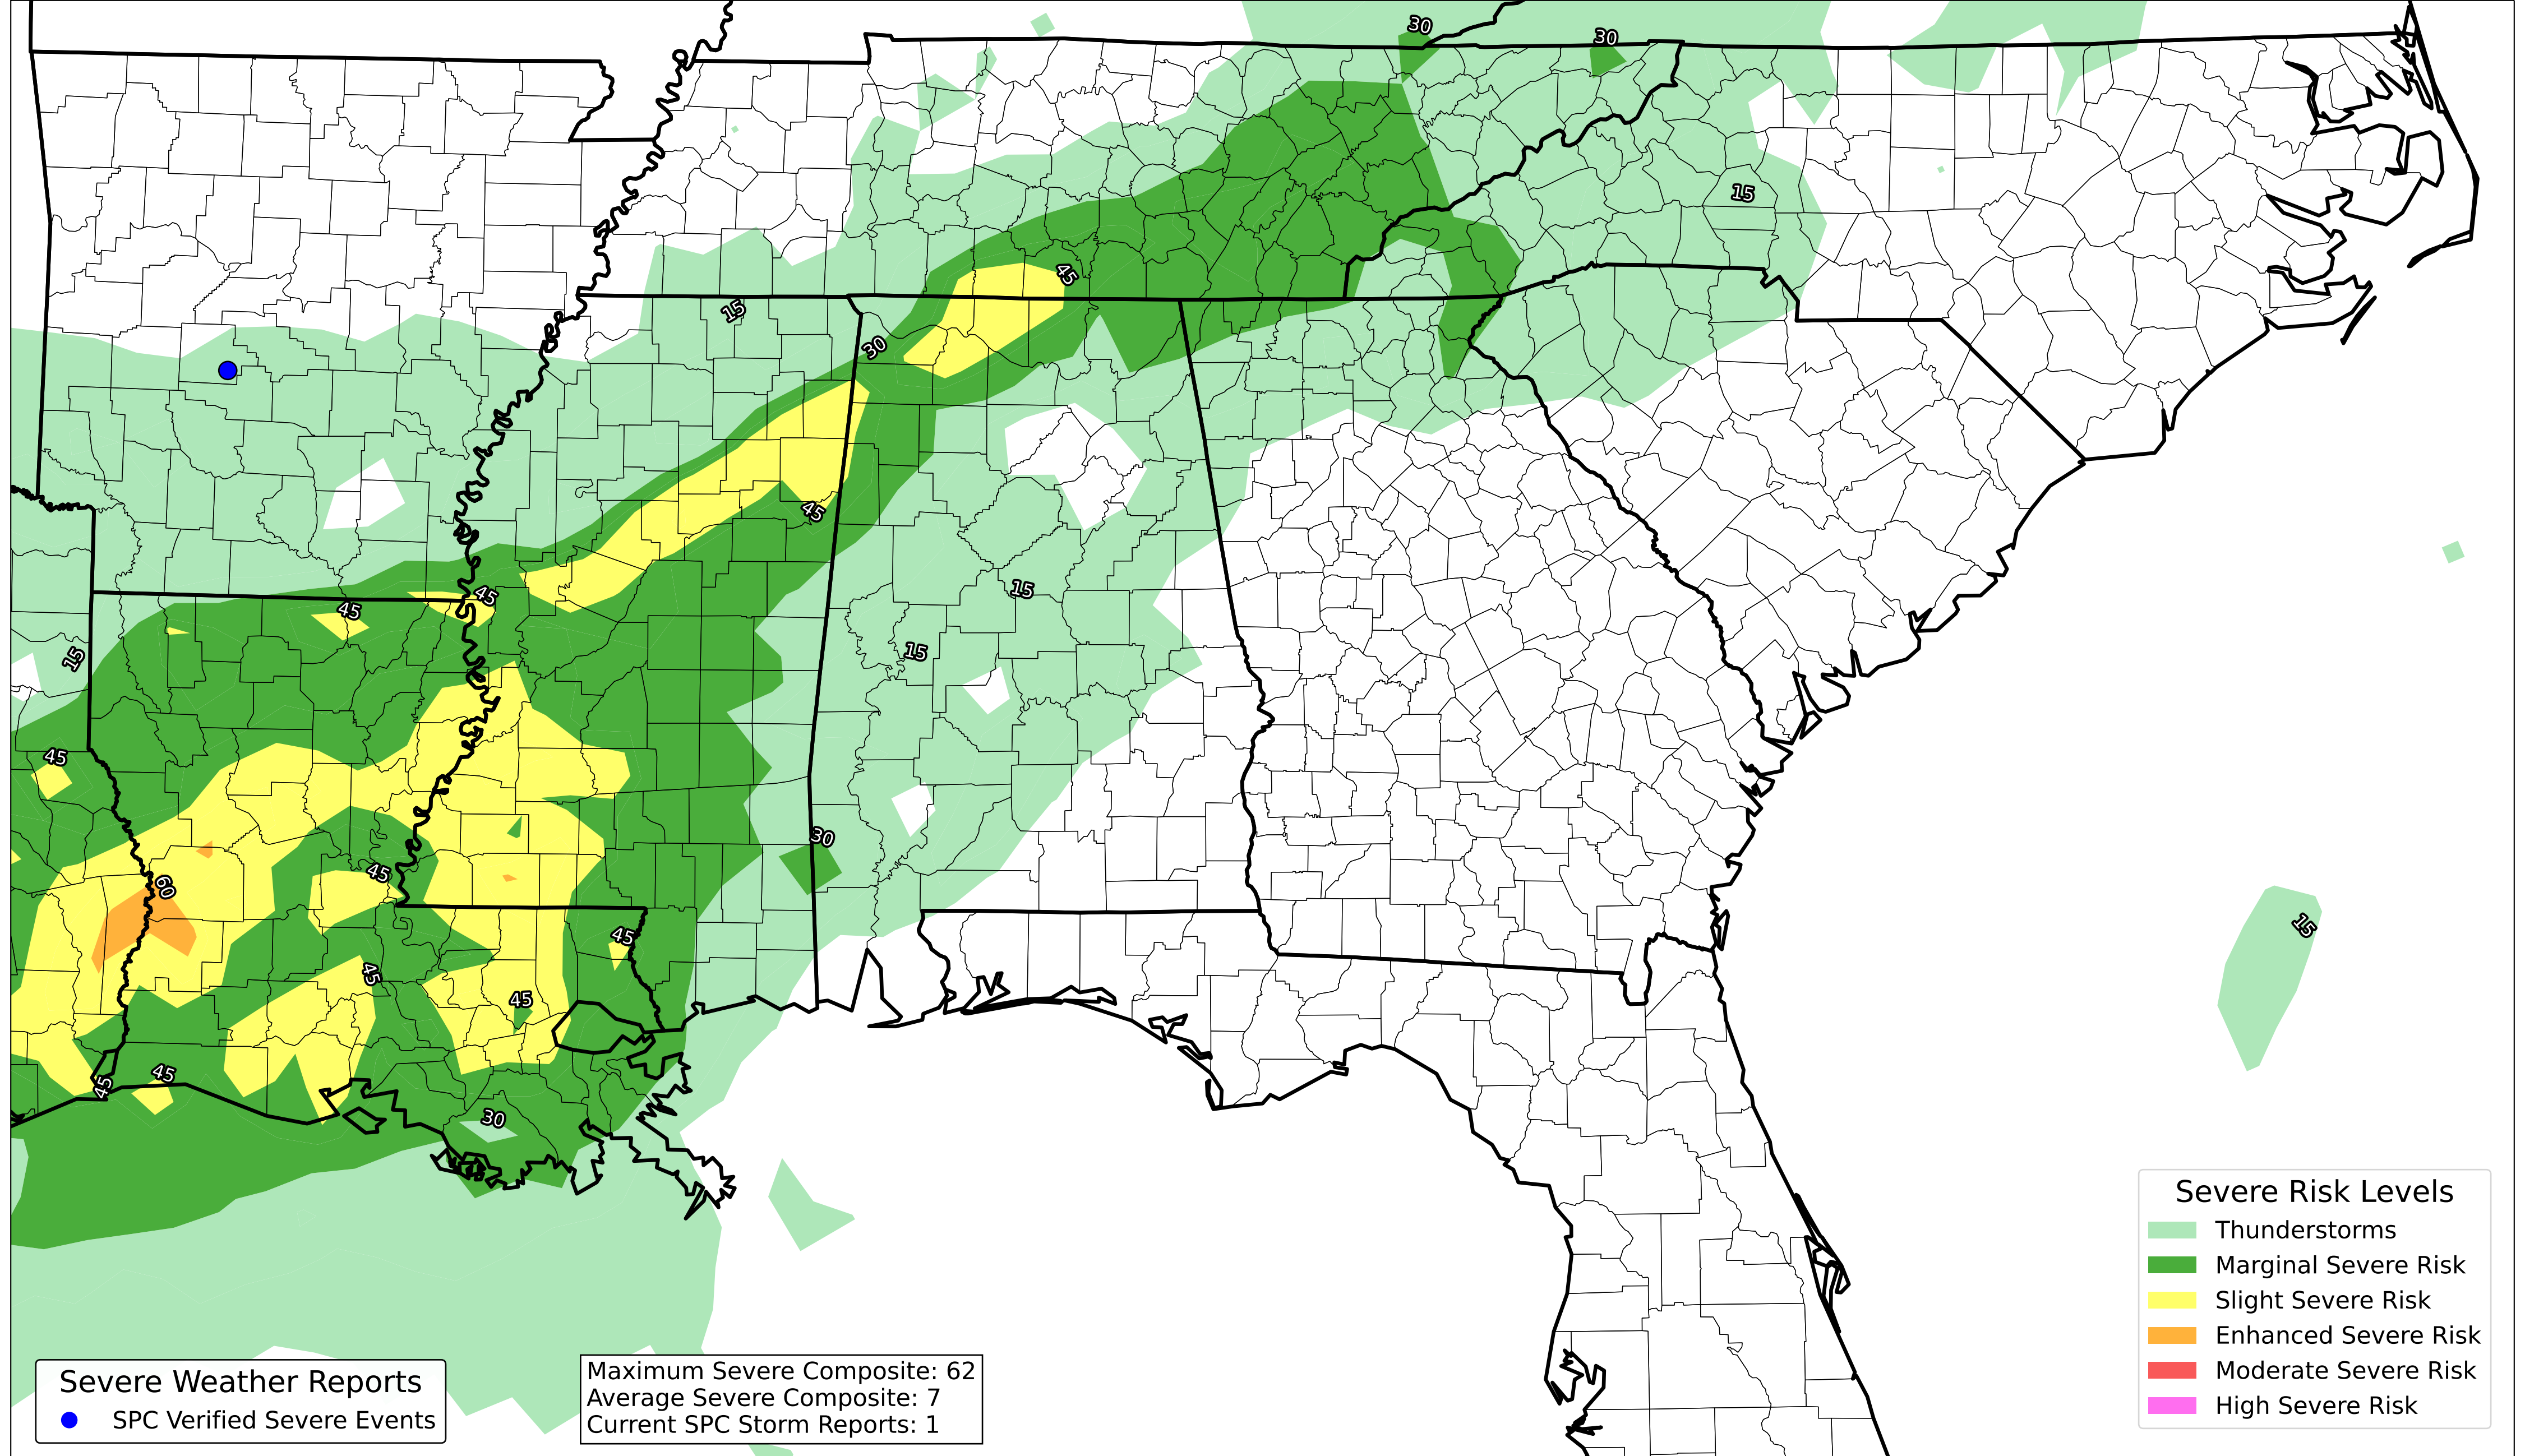 30
30
15
45
15
30
45
15
45
45
15
15
45
30
45
60
15
45
45
45
45
45
30
Severe Risk Levels
Thunderstorms
Marginal Severe Risk
Slight Severe Risk
Enhanced Severe Risk
Moderate Severe Risk
High Severe Risk
Severe Weather Reports
SPC Verified Severe Events
Maximum Severe Composite: 62
Average Severe Composite: 7
Current SPC Storm Reports: 1